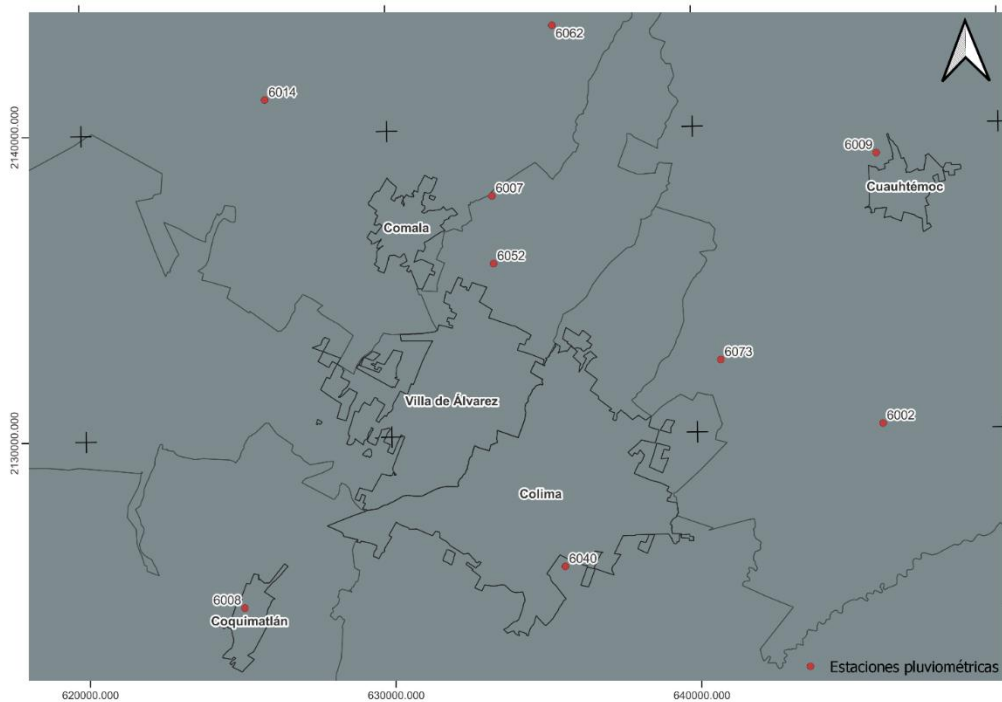 6062
6014
2140000.000
6009
Cuauhtémoc
6007
Comala
6052
6073
Villa de Álvarez
6002
2130000.000
Colima
6040
6008
Coquimatlán
Estaciones pluviométricas
620000.000
630000.000
640000.000